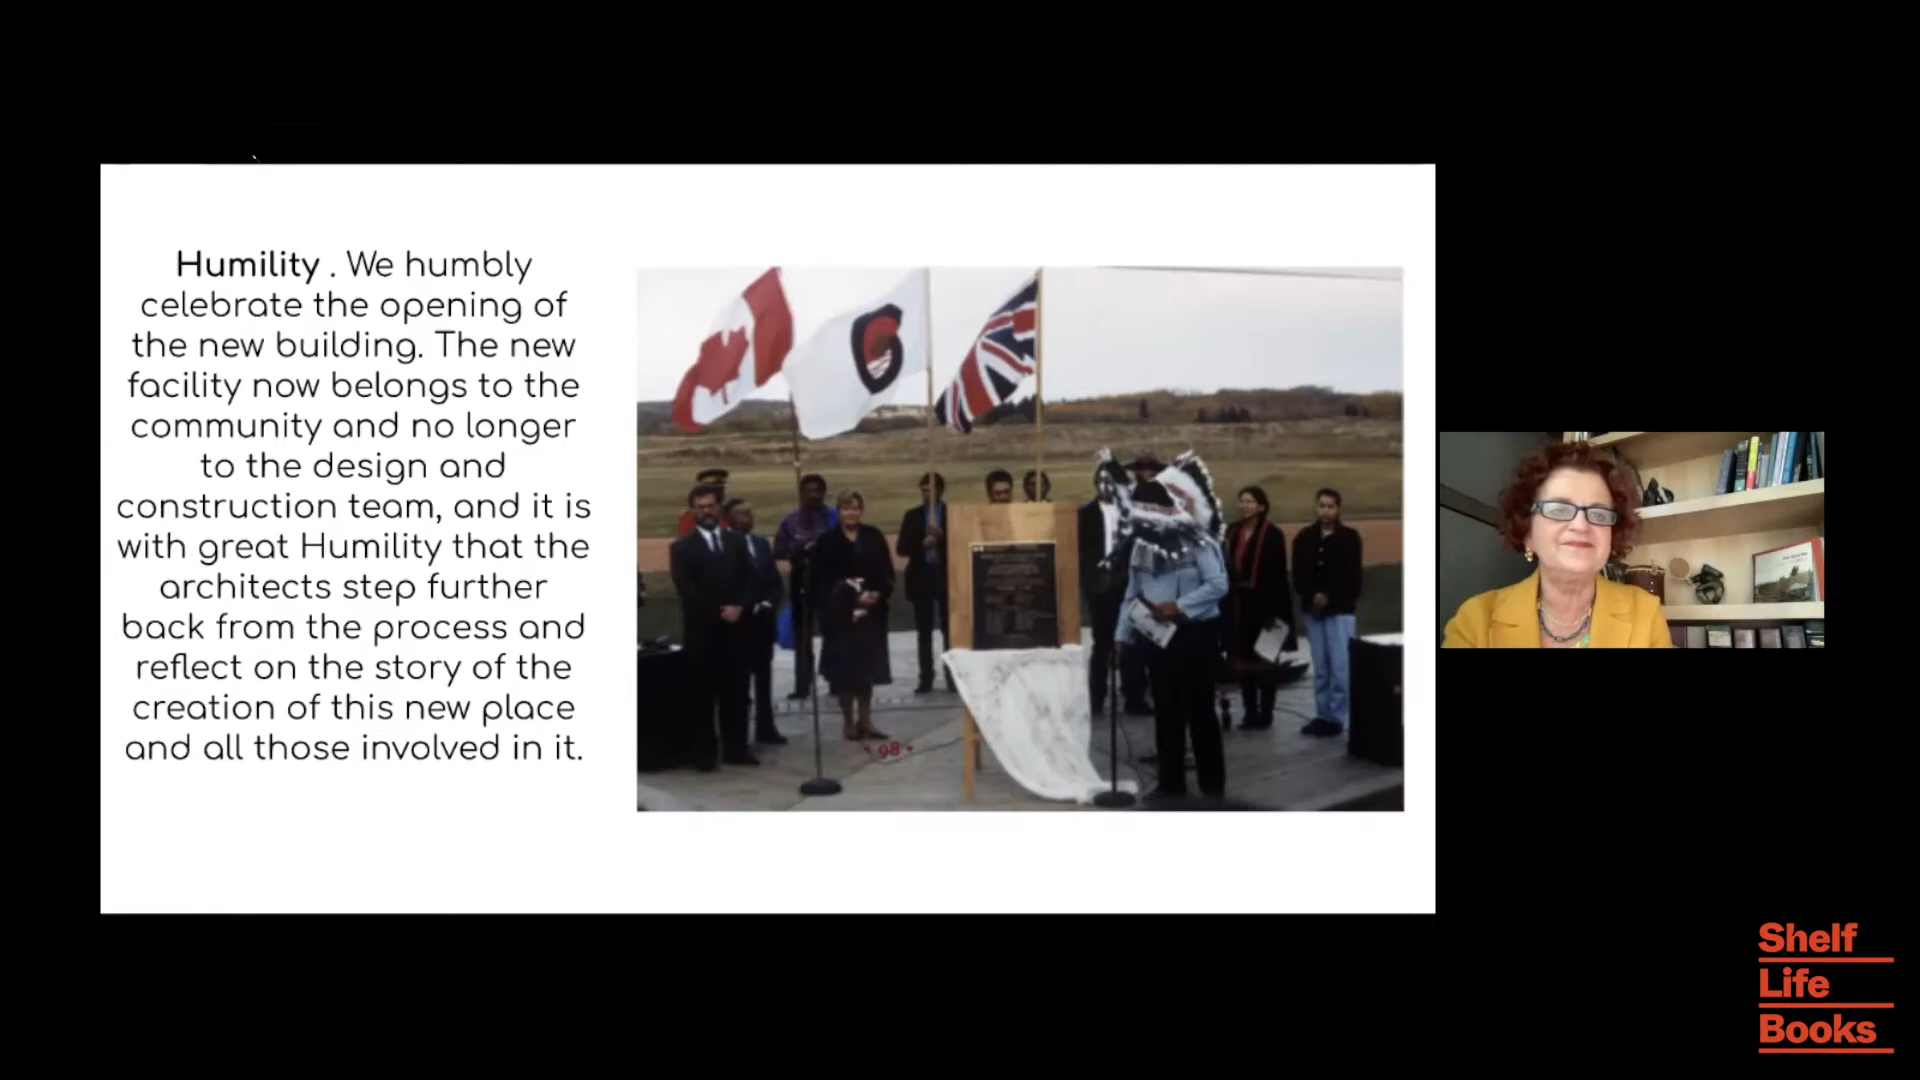 Humility . We humbly
celebrate the opening of
the new building. The new
facility now belongs to the
community and no longer
to the design and
construction team, and it is
with great Humility that the
architects step further
back from the process and
reflect on the story of the
creation of this new place
and all those involved in it.
98
Shelf
Life
Books